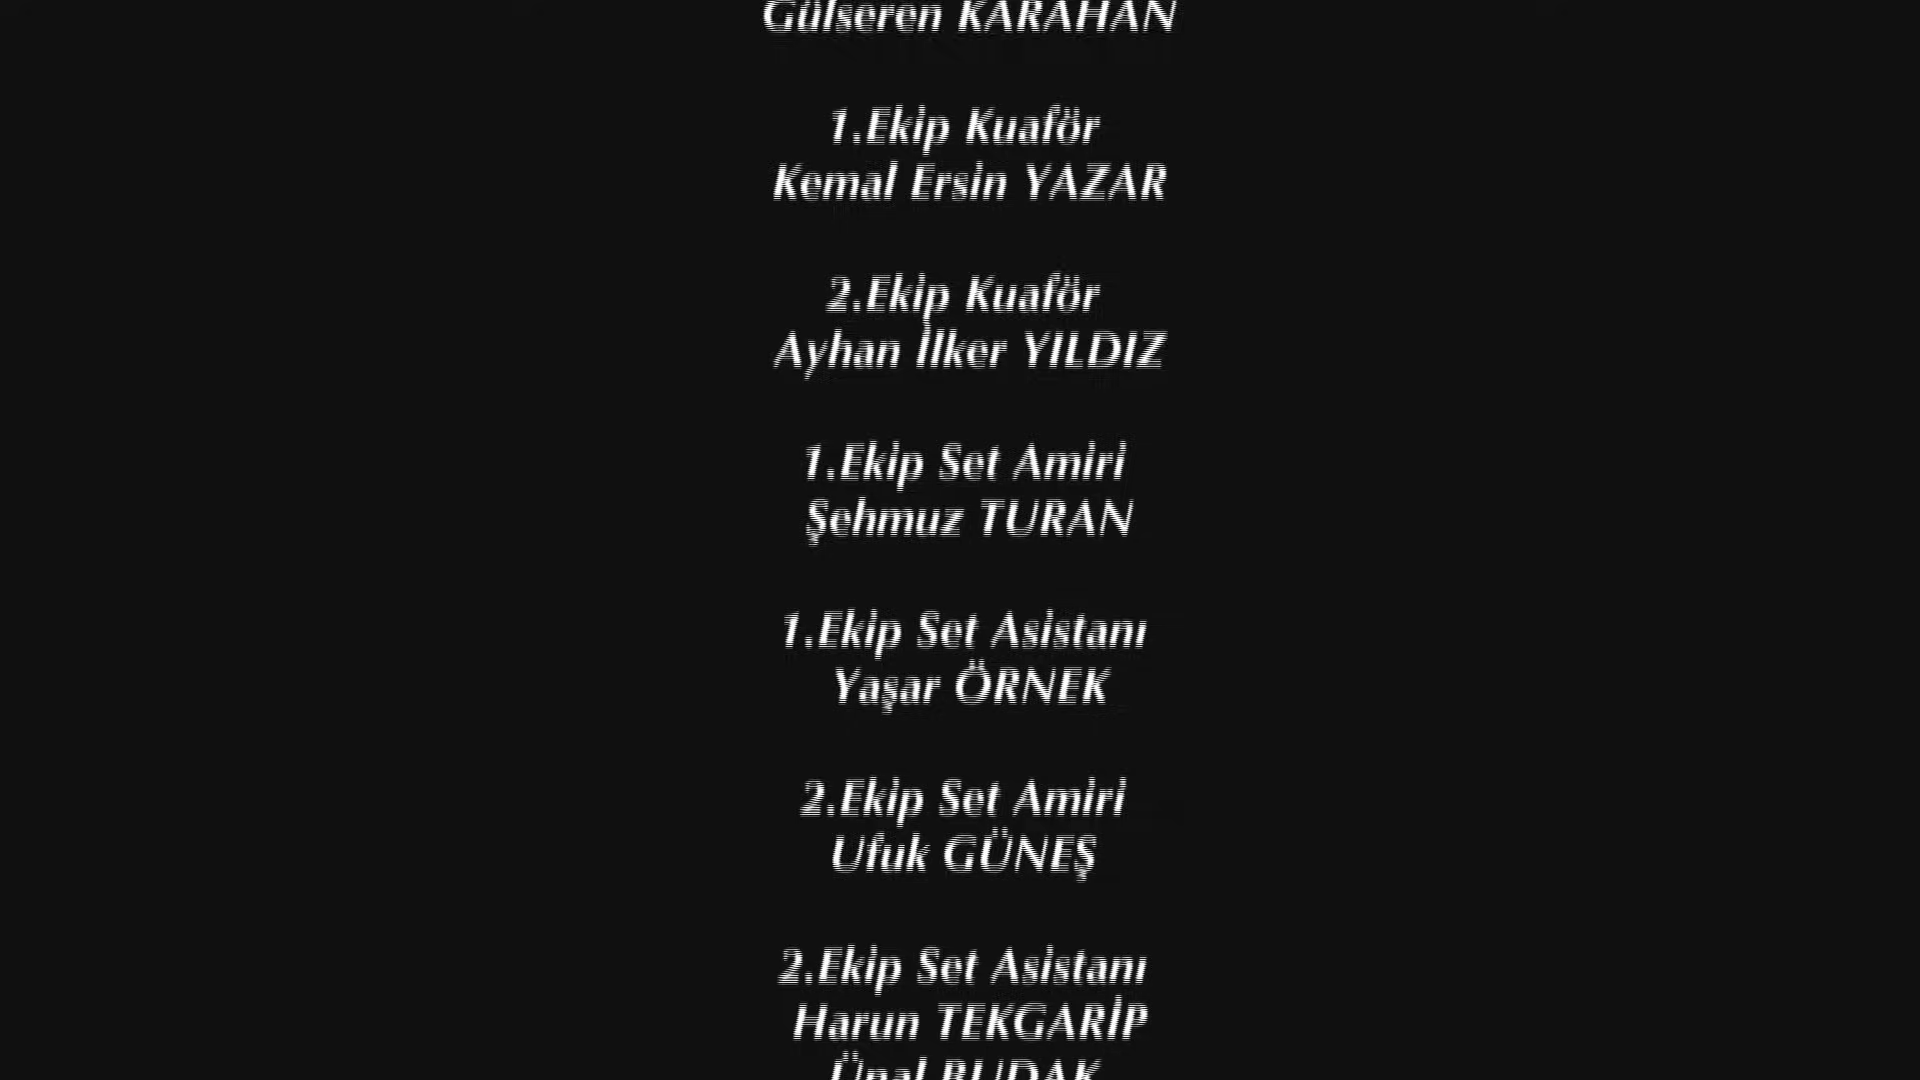 Gülseren KARAHAN
1.Ekip Kuaför
Kemal Ersin YAZAR
2.Ekip Kuaför
Ayhan İlker YILDIZ
1.Ekip Set Amiri
Şehmuz TURAN
1.Ekip Set Asistanı
Yaşar ÖRNEK
2.Ekip Set Amiri
Ufuk GÜNEŞ
2.Ekip Set Asistanı
Harun TEKGARİP
Ünal BUDAK